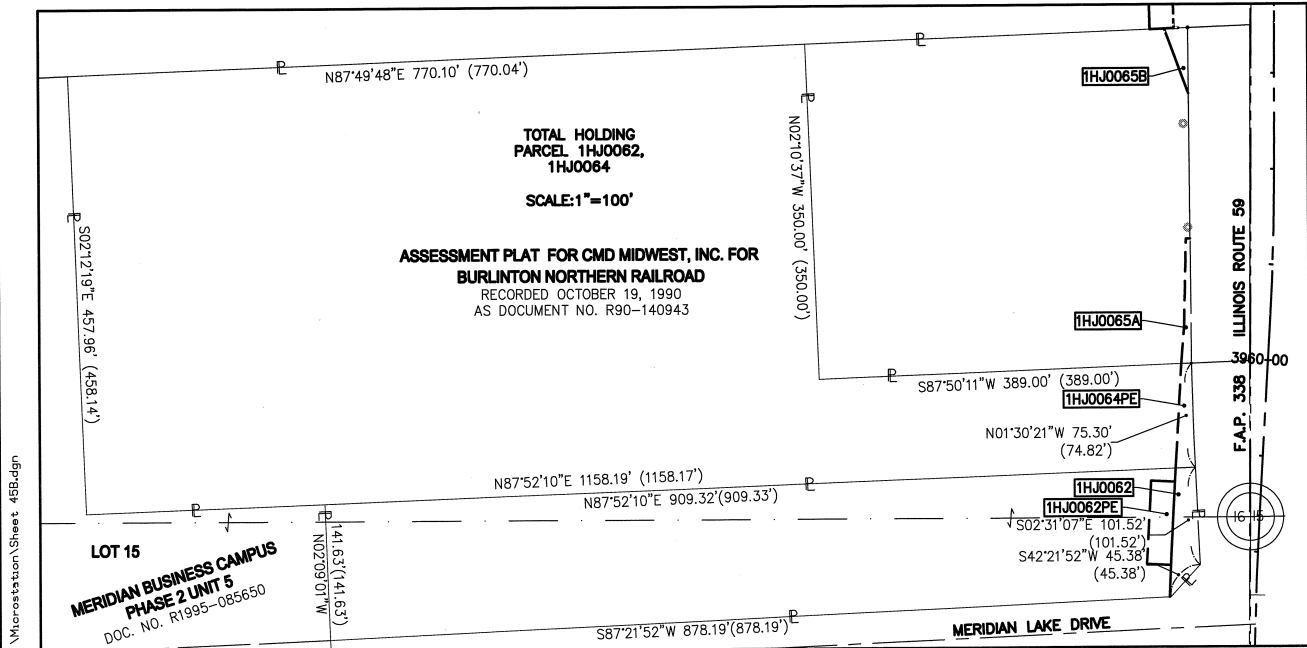 N87°49'48"E 770.10' (770.04')
1HJ0065B
TOTAL HOLDING
PARCEL 1HJ0062,
1HJ0064
SCALE:1"=100'
N02°10'37"W 350.00' (350.00')
ASSESSMENT PLAT FOR CMD MIDWEST, INC. FOR
BURLINTON NORTHERN RAILROAD
RECORDED OCTOBER 19, 1990
AS DOCUMENT NO. R90-140943
S02°12'19"E 457.96' (458.14')
F.A.P. 338 ILLINOIS ROUTE 59
1HJ0065A
3960+00
S87°50'11"W 389.00' (389.00')
1HJ0064PE
N01°30'21"W 75.30'
(74.82')
N87°52'10"E 1158.19' (1158.17')
N87°52'10"E 909.32'(909.33')
1HJ0062
1HJ0062PE
S02°31'07"E 101.52'
(101.52')
S42°21'52"W 45.38'
(45.38')
16 15
LOT 15
MERIDIAN BUSINESS CAMPUS
PHASE 2 UNIT 5
DOC. NO. R1995-085650
141.63'(141.63')
N02°09'01"W
S87°21'52"W 878.19'(878.19')
MERIDIAN LAKE DRIVE
\Microstation\Sheet 45B.dgn